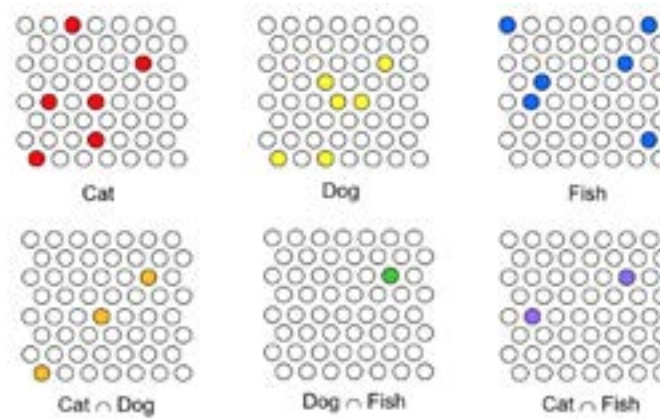 Cat
Dog
Fish
Cat ∩ Dog
Dog ∩ Fish
Cat ∩ Fish